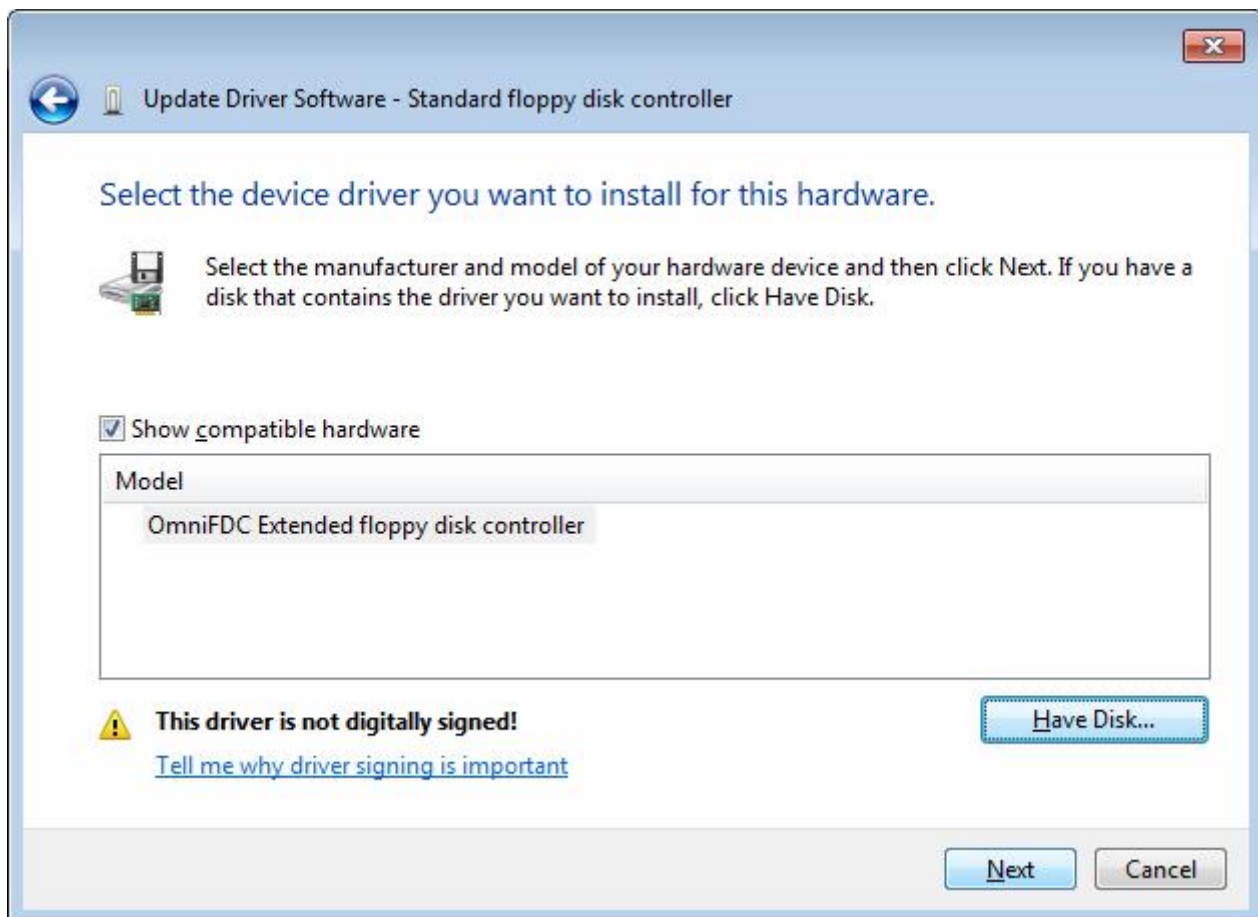 Update Driver Software - Standard floppy disk controller
Select the device driver you want to install for this hardware.
Select the manufacturer and model of your hardware device and then click Next. If you have a
disk that contains the driver you want to install, click Have Disk.
Show compatible hardware
Model
OmniFDC Extended floppy disk controller
This driver is not digitally signed!
Have Disk...
Tell me why driver signing is important
Next
Cancel